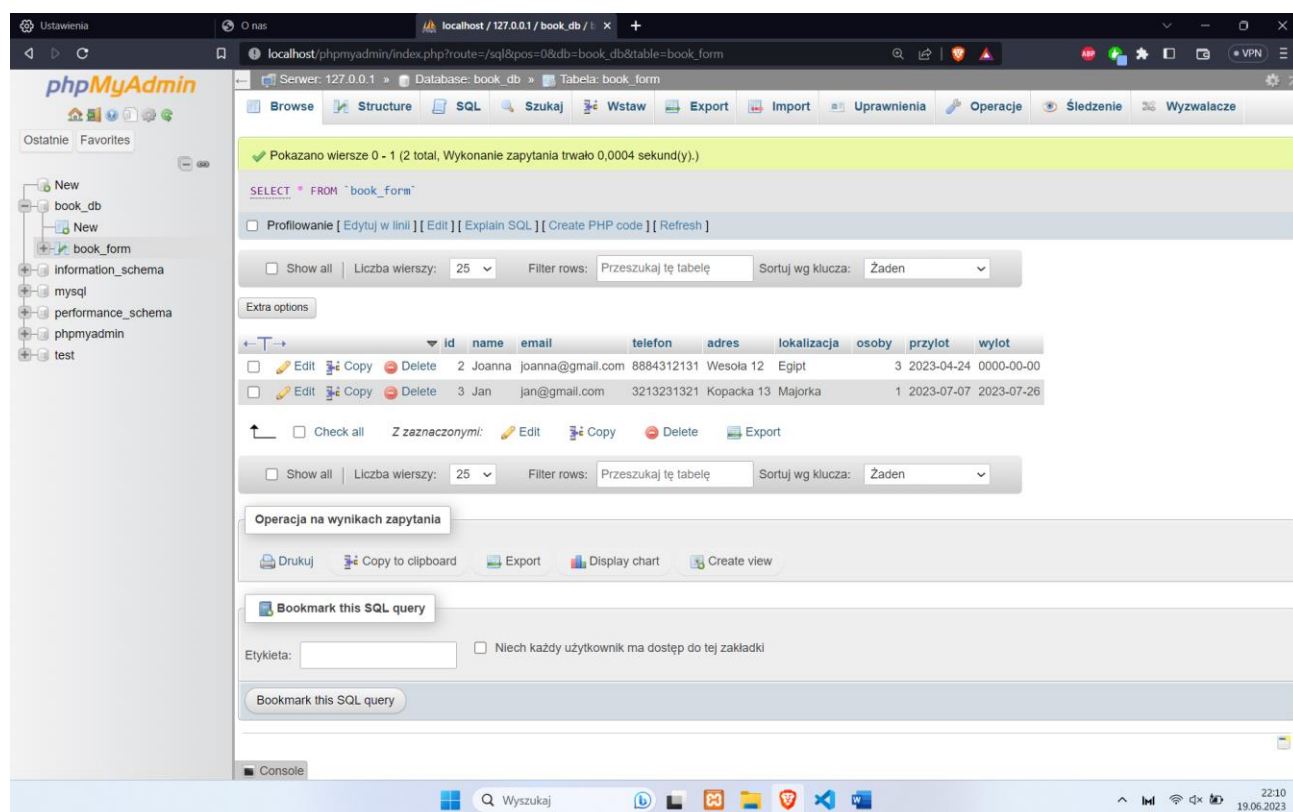 Ustawienia
O nas
localhost / 127.0.0.1 / book_db / b
localhost/phpmyadmin/index.php?route=/sql&pos=0&db=book_db&table=book_form
ABP
VPN
phpMyAdmin
Ostatnie Favorites
New
book_db
New
book_form
information_schema
mysql
performance_schema
phpmyadmin
test
Serwer: 127.0.0.1 » Database: book_db » Tabela: book_form
Browse Structure SQL Szukaj Wstaw Export Import Uprawnienia Operacje Śledzenie Wyzwalacze
Pokazano wiersze 0 - 1 (2 total, Wykonanie zapytania trwało 0,0004 sekund(y).)
SELECT * FROM `book_form`
Profilowanie [ Edytuj w linii ] [ Edit ] [ Explain SQL ] [ Create PHP code ] [ Refresh ]
Show all | Liczba wierszy: 25 Filter rows: Przeszukaj tę tabelę Sortuj wg klucza: Żaden
Extra options
←T→ id name email telefon adres lokalizacja osoby przylot wylot
Edit Copy Delete 2 Joanna joanna@gmail.com 8884312131 Wesoła 12 Egipt 3 2023-04-24 0000-00-00
Edit Copy Delete 3 Jan jan@gmail.com 3213231321 Kopacka 13 Majorka 1 2023-07-07 2023-07-26
Check all Z zaznaczonymi: Edit Copy Delete Export
Show all | Liczba wierszy: 25 Filter rows: Przeszukaj tę tabelę Sortuj wg klucza: Żaden
Operacja na wynikach zapytania
Drukuj Copy to clipboard Export Display chart Create view
Bookmark this SQL query
Etykieta: Niech każdy użytkownik ma dostęp do tej zakładki
Bookmark this SQL query
Console
Wyszukaj
22:10
19.06.2023